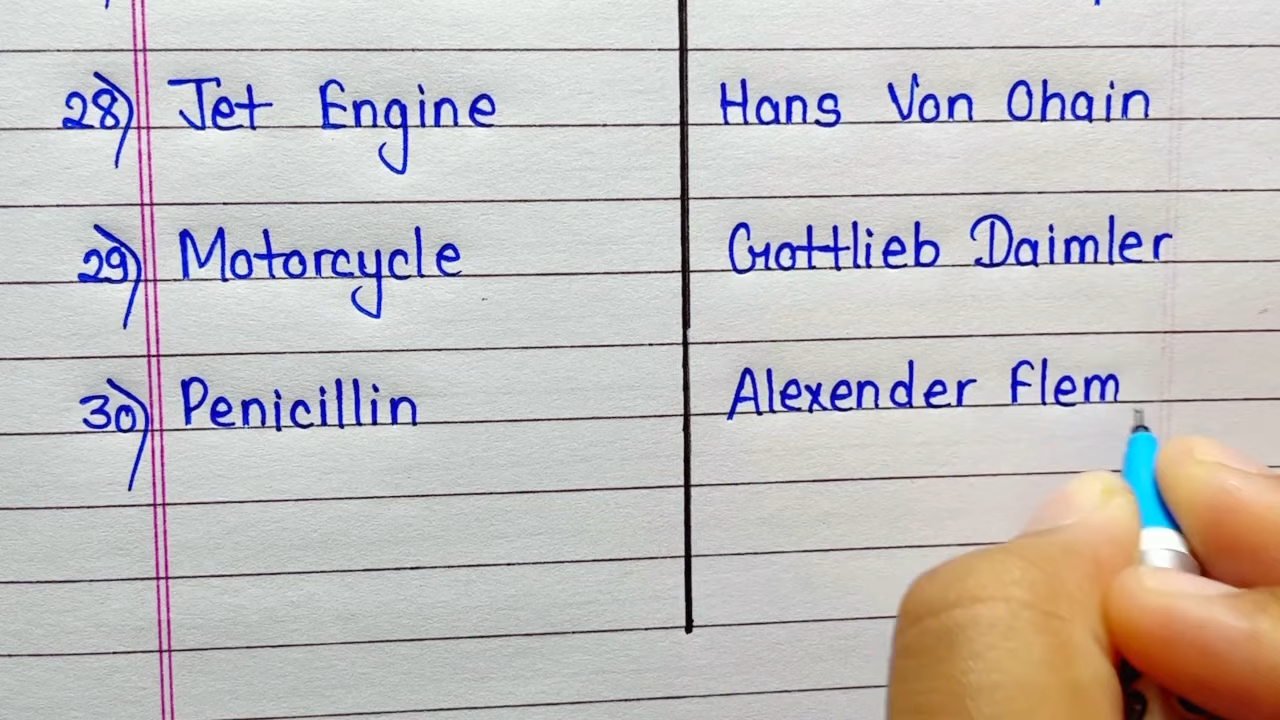 28) Jet Engine Hans Von Ohain
29) Motorcycle Gottlieb Daimler
30) Penicillin Alexender Flem